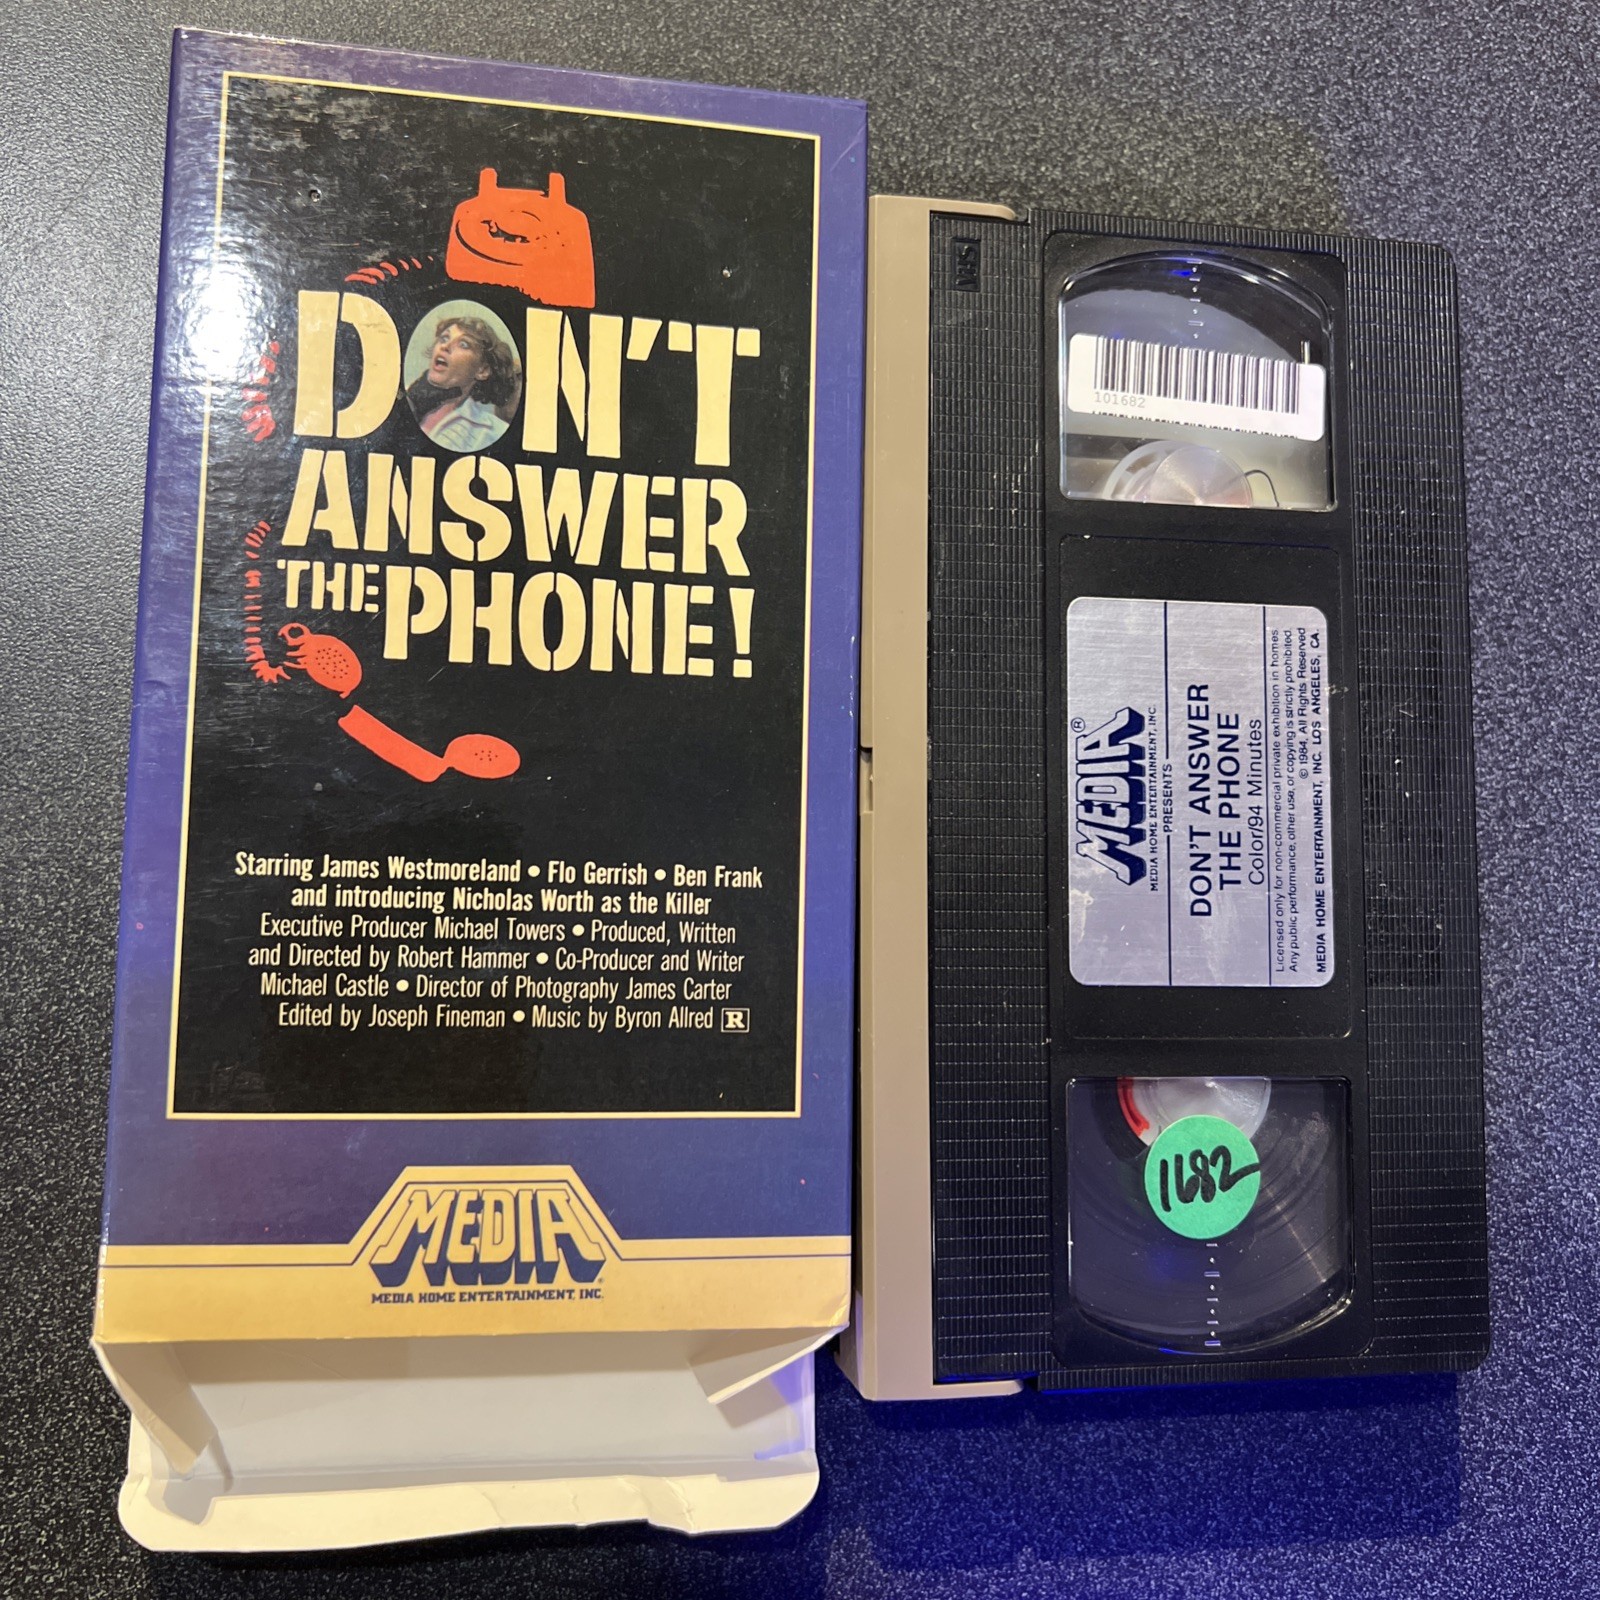 DON'T
ANSWER
THE PHONE!
Starring James Westmoreland • Flo Gerrish • Ben Frank
and introducing Nicholas Worth as the Killer
Executive Producer Michael Towers • Produced, Written
and Directed by Robert Hammer • Co-Producer and Writer
Michael Castle • Director of Photography James Carter
Edited by Joseph Fineman • Music by Byron Allred R
MEDIA®
MEDIA HOME ENTERTAINMENT, INC.
VHS
101682
MEDIA®
MEDIA HOME ENTERTAINMENT, INC.
PRESENTS
DON'T ANSWER
THE PHONE
Color/94 Minutes
Licensed only for non-commercial private exhibition in homes
Any public performance, other use, or copying is strictly prohibited.
© 1984, All Rights Reserved
MEDIA HOME ENTERTAINMENT, INC. LOS ANGELES, CA.
1682